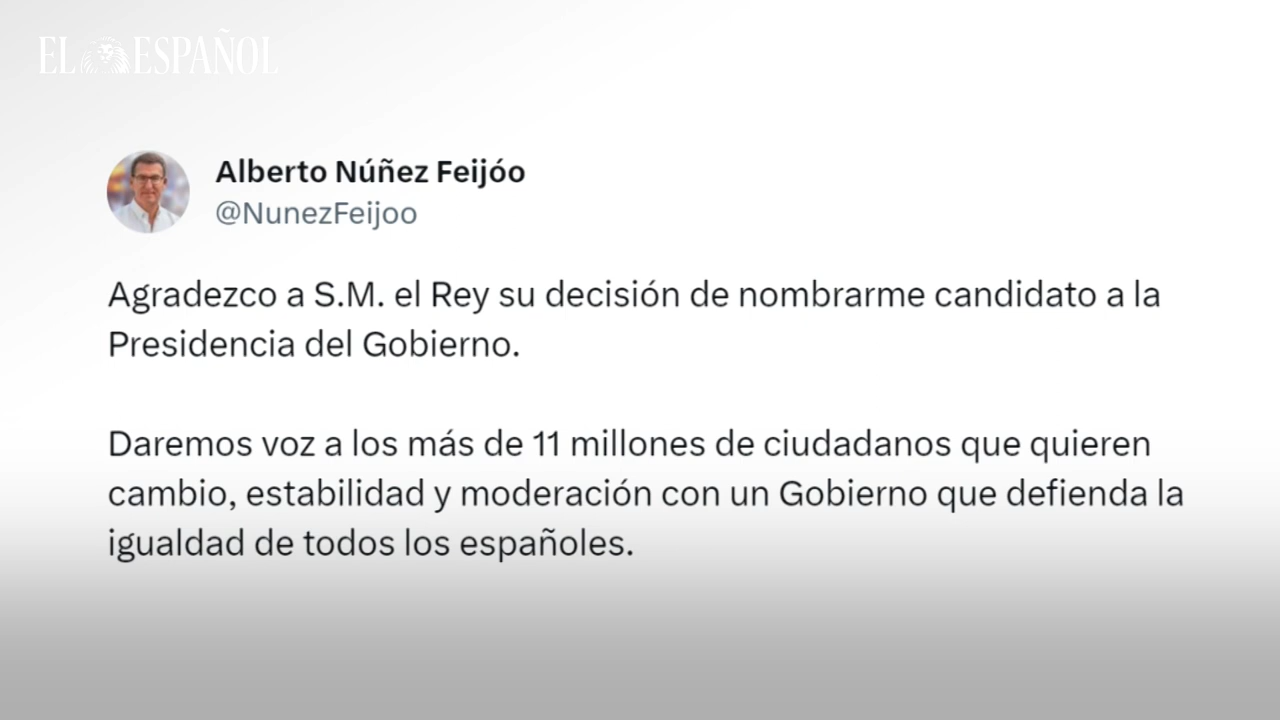 EL ESPAÑOL
Alberto Núñez Feijóo
@NunezFeijoo
Agradezco a S.M. el Rey su decisión de nombrarme candidato a la
Presidencia del Gobierno.
Daremos voz a los más de 11 millones de ciudadanos que quieren
cambio, estabilidad y moderación con un Gobierno que defienda la
igualdad de todos los españoles.